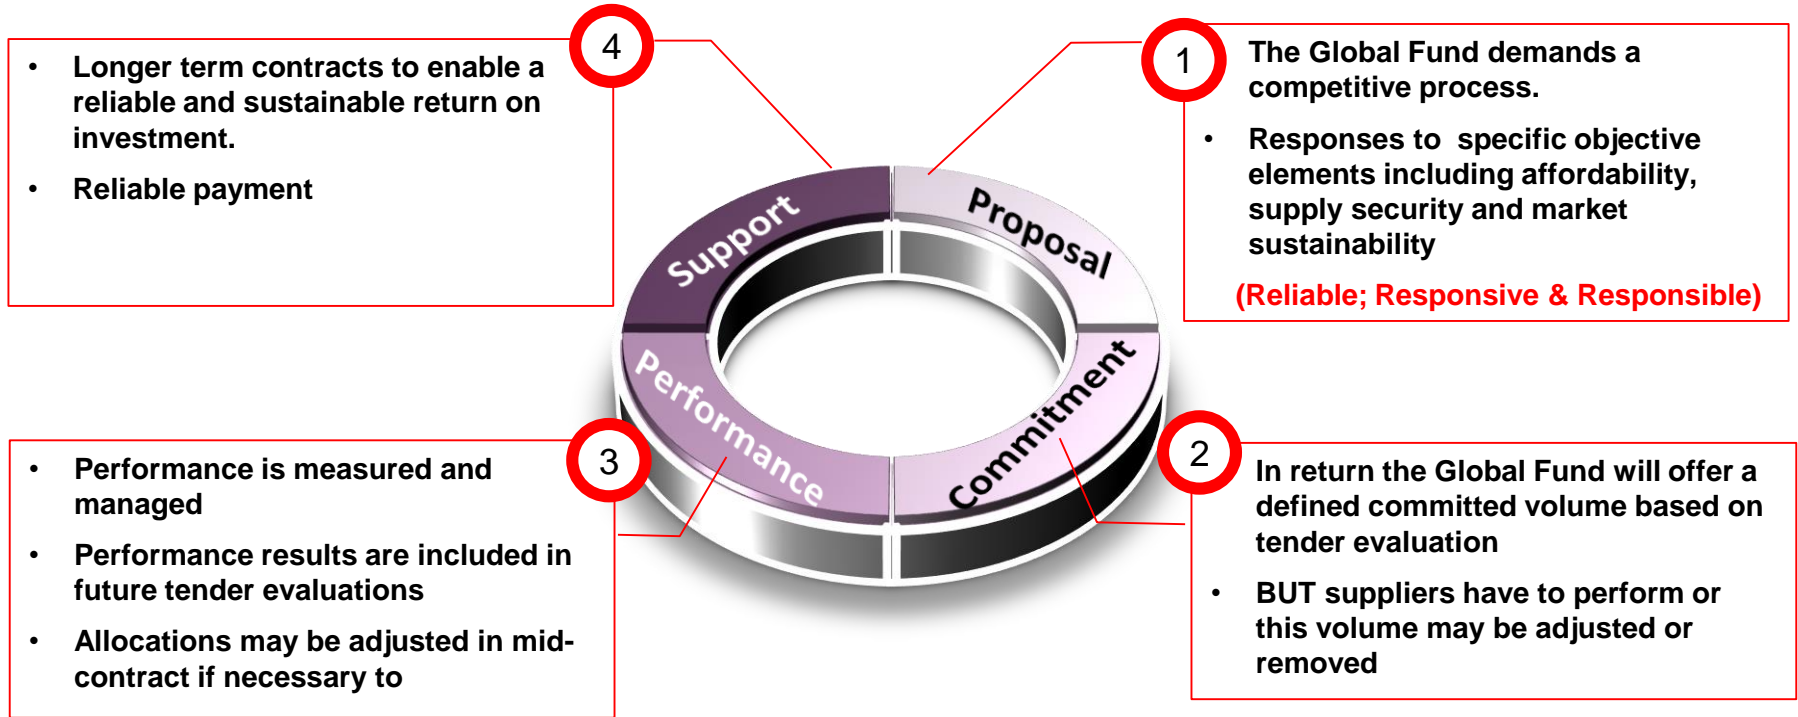 1
The Global Fund demands a
competitive process.
• Responses to specific objective
elements including affordability,
supply security and market
sustainability
(Reliable; Responsive & Responsible)
2
In return the Global Fund will offer a
defined committed volume based on
tender evaluation
• BUT suppliers have to perform or
this volume may be adjusted or
removed
3
• Performance is measured and
managed
• Performance results are included in
future tender evaluations
• Allocations may be adjusted in mid-
contract if necessary to
4
• Longer term contracts to enable a
reliable and sustainable return on
investment.
• Reliable payment
Proposal
Commitment
Performance
Support